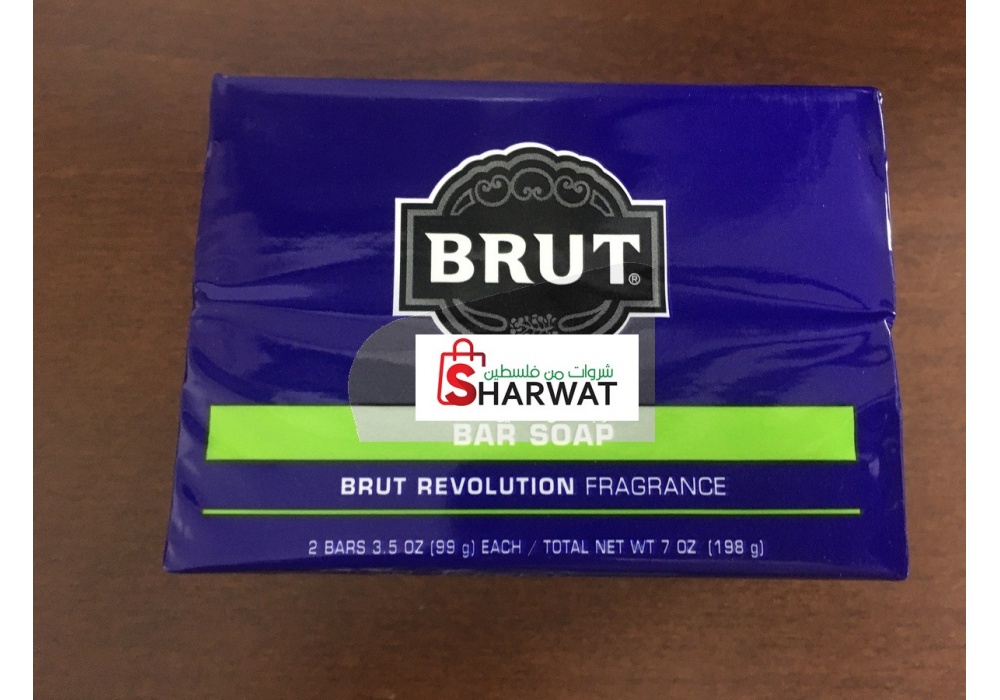 BRUT®
شروات من فلسطين
SHARWAT
BAR SOAP
BRUT REVOLUTION FRAGRANCE
2 BARS 3.5 OZ (99 g) EACH / TOTAL NET WT 7 OZ (198 g)